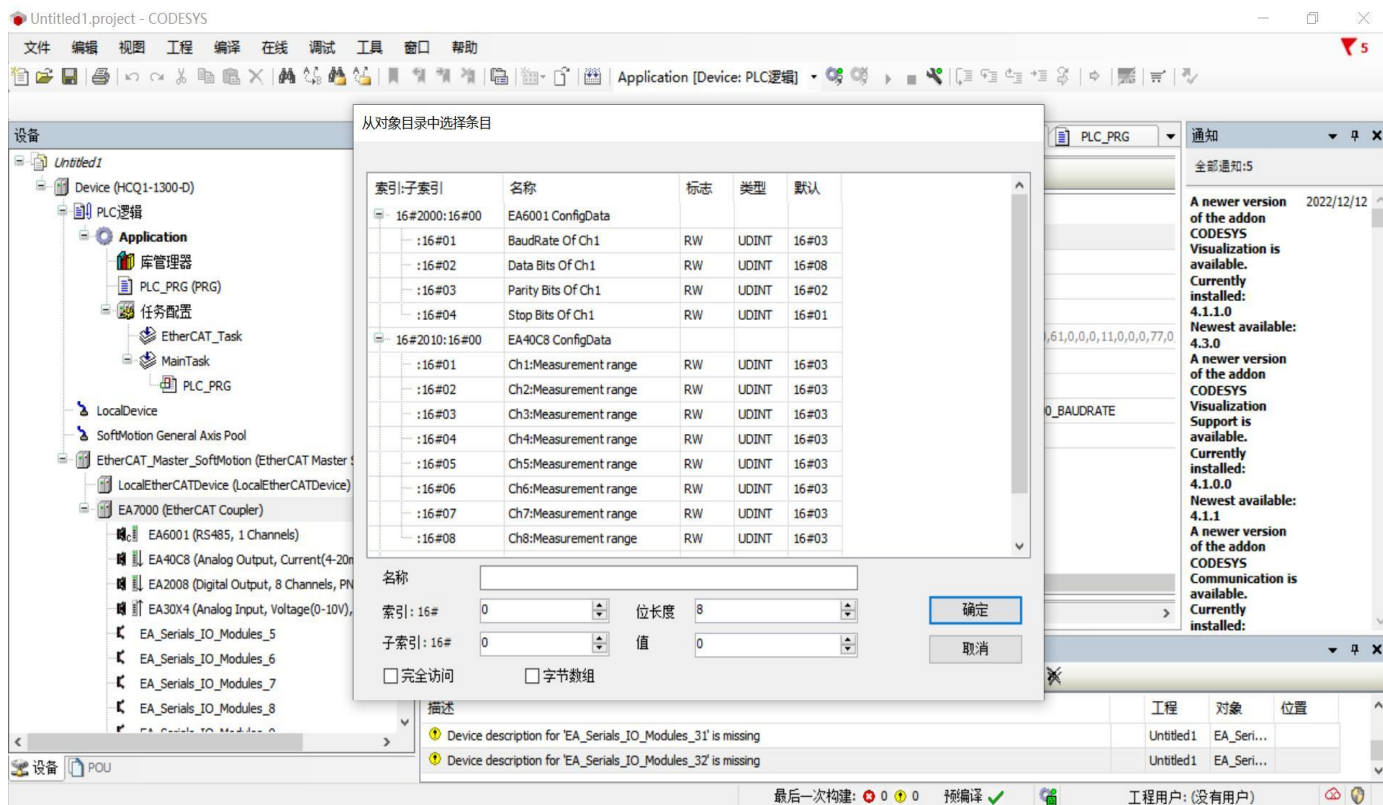 Untitled1.project - CODESYS
文件 编辑 视图 工程 编译 在线 调试 工具 窗口 帮助
5
Application [Device: PLC逻辑]
设备
Untitled1
Device (HCQ1-1300-D)
PLC逻辑
Application
库管理器
PLC_PRG (PRG)
任务配置
EtherCAT_Task
MainTask
PLC_PRG
LocalDevice
SoftMotion General Axis Pool
EtherCAT_Master_SoftMotion (EtherCAT Master
LocalEtherCATDevice (LocalEtherCATDevice)
EA7000 (EtherCAT Coupler)
EA6001 (RS485, 1 Channels)
EA40C8 (Analog Output, Current(4-20
EA2008 (Digital Output, 8 Channels, PN
EA30X4 (Analog Input, Voltage(0-10V),
EA_Serials_IO_Modules_5
EA_Serials_IO_Modules_6
EA_Serials_IO_Modules_7
EA_Serials_IO_Modules_8
设备 POU
从对象目录中选择条目
索引:子索引 名称 标志 类型 默认
16#2000:16#00 EA6001 ConfigData
:16#01 BaudRate Of Ch1 RW UDINT 16#03
:16#02 Data Bits Of Ch1 RW UDINT 16#08
:16#03 Parity Bits Of Ch1 RW UDINT 16#02
:16#04 Stop Bits Of Ch1 RW UDINT 16#01
16#2010:16#00 EA40C8 ConfigData
:16#01 Ch1:Measurement range RW UDINT 16#03
:16#02 Ch2:Measurement range RW UDINT 16#03
:16#03 Ch3:Measurement range RW UDINT 16#03
:16#04 Ch4:Measurement range RW UDINT 16#03
:16#05 Ch5:Measurement range RW UDINT 16#03
:16#06 Ch6:Measurement range RW UDINT 16#03
:16#07 Ch7:Measurement range RW UDINT 16#03
:16#08 Ch8:Measurement range RW UDINT 16#03
名称
索引: 16# 0 位长度 8 确定
子索引: 16# 0 值 0 取消
完全访问 字节数组
PLC_PRG
,61,0,0,0,11,0,0,0,77,0
0_BAUDRATE
通知
全部通知:5
A newer version 2022/12/12
of the addon
CODESYS
Visualization is
available.
Currently
installed:
4.1.1.0
Newest available:
4.3.0
A newer version
of the addon
CODESYS
Visualization
Support is
available.
Currently
installed:
4.1.0.0
Newest available:
4.1.1
A newer version
of the addon
CODESYS
Communication is
available.
Currently
installed:
描述 工程 对象 位置
Device description for 'EA_Serials_IO_Modules_31' is missing Untitled1 EA_Seri...
Device description for 'EA_Serials_IO_Modules_32' is missing Untitled1 EA_Seri...
最后一次构建: 0 0 预编译 工程用户: (没有用户)